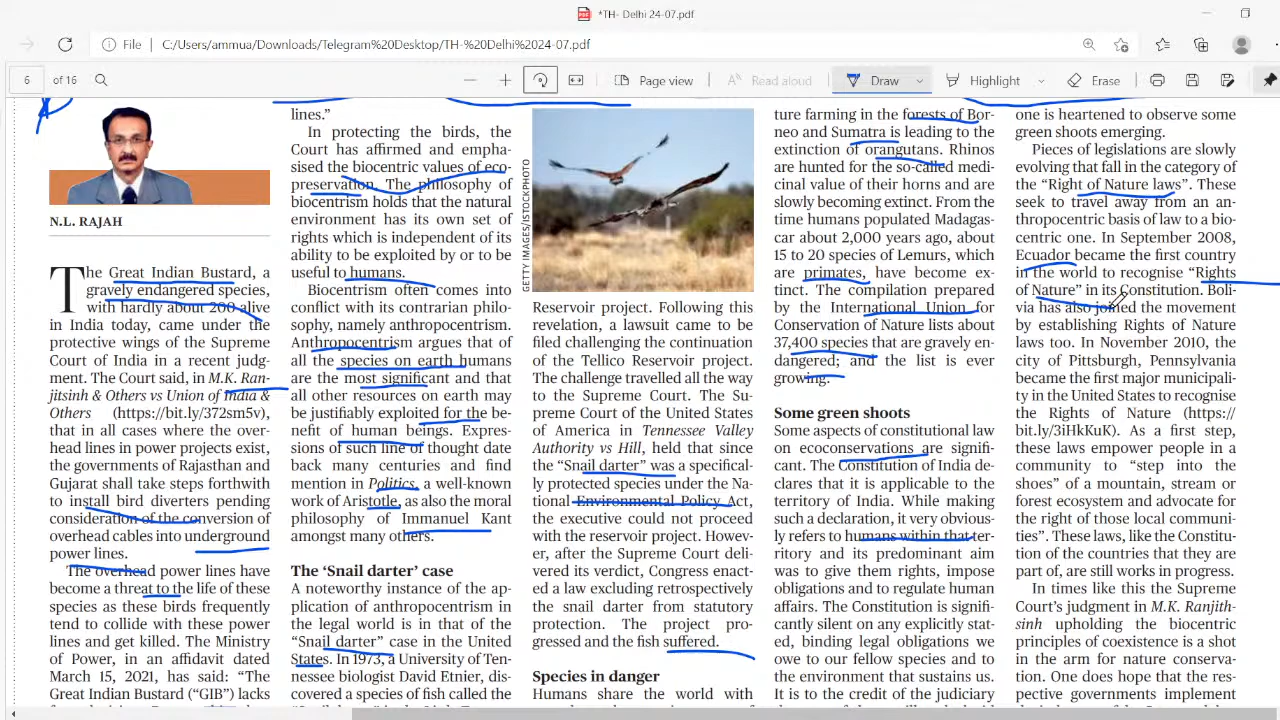 *TH- Delhi 24-07.pdf
File
C:/Users/ammua/Downloads/Telegram%20Desktop/TH-%20Delhi%2024-07.pdf
6 of 16
Page view
Read aloud
Draw
Highlight
Erase
N.L. RAJAH
The Great Indian Bustard, a
gravely endangered species,
with hardly about 200 alive
in India today, came under the
protective wings of the Supreme
Court of India in a recent judg-
ment. The Court said, in M.K. Ran-
jitsinh & Others vs Union of India &
Others (https://bit.ly/372sm5v),
that in all cases where the over-
head lines in power projects exist,
the governments of Rajasthan and
Gujarat shall take steps forthwith
to install bird diverters pending
consideration of the conversion of
overhead cables into underground
power lines.
The overhead power lines have
become a threat to the life of these
species as these birds frequently
tend to collide with these power
lines and get killed. The Ministry
of Power, in an affidavit dated
March 15, 2021, has said: “The
Great Indian Bustard (“GIB”) lacks
lines.”
In protecting the birds, the
Court has affirmed and empha-
sised the biocentric values of eco-
preservation. The philosophy of
biocentrism holds that the natural
environment has its own set of
rights which is independent of its
ability to be exploited by or to be
useful to humans.
Biocentrism often comes into
conflict with its contrarian philo-
sophy, namely anthropocentrism.
Anthropocentrism argues that of
all the species on earth humans
are the most significant and that
all other resources on earth may
be justifiably exploited for the be-
nefit of human beings. Expres-
sions of such line of thought date
back many centuries and find
mention in Politics, a well-known
work of Aristotle, as also the moral
philosophy of Immanuel Kant
amongst many others.
The ‘Snail darter’ case
A noteworthy instance of the ap-
plication of anthropocentrism in
the legal world is in that of the
“Snail darter” case in the United
States. In 1973, a University of Ten-
nessee biologist David Etnier, dis-
covered a species of fish called the
GETTY IMAGES/ISTOCKPHOTO
Reservoir project. Following this
revelation, a lawsuit came to be
filed challenging the continuation
of the Tellico Reservoir project.
The challenge travelled all the way
to the Supreme Court. The Su-
preme Court of the United States
of America in Tennessee Valley
Authority vs Hill, held that since
the “Snail darter” was a specifical-
ly protected species under the Na-
tional Environmental Policy Act,
the executive could not proceed
with the reservoir project. Howev-
er, after the Supreme Court deli-
vered its verdict, Congress enact-
ed a law excluding retrospectively
the snail darter from statutory
protection. The project pro-
gressed and the fish suffered.
Species in danger
Humans share the world with
ture farming in the forests of Bor-
neo and Sumatra is leading to the
extinction of orangutans. Rhinos
are hunted for the so-called medi-
cinal value of their horns and are
slowly becoming extinct. From the
time humans populated Madagas-
car about 2,000 years ago, about
15 to 20 species of Lemurs, which
are primates, have become ex-
tinct. The compilation prepared
by the International Union for
Conservation of Nature lists about
37,400 species that are gravely en-
dangered; and the list is ever
growing.
Some green shoots
Some aspects of constitutional law
on ecoconservations are signifi-
cant. The Constitution of India de-
clares that it is applicable to the
territory of India. While making
such a declaration, it very obvious-
ly refers to humans within that ter-
ritory and its predominant aim
was to give them rights, impose
obligations and to regulate human
affairs. The Constitution is signifi-
cantly silent on any explicitly stat-
ed, binding legal obligations we
owe to our fellow species and to
the environment that sustains us.
It is to the credit of the judiciary
one is heartened to observe some
green shoots emerging.
Pieces of legislations are slowly
evolving that fall in the category of
the “Right of Nature laws”. These
seek to travel away from an an-
thropocentric basis of law to a bio-
centric one. In September 2008,
Ecuador became the first country
in the world to recognise “Rights
of Nature” in its Constitution. Boli-
via has also joined the movement
by establishing Rights of Nature
laws too. In November 2010, the
city of Pittsburgh, Pennsylvania
became the first major municipali-
ty in the United States to recognise
the Rights of Nature (https://
bit.ly/3iHkKuK). As a first step,
these laws empower people in a
community to “step into the
shoes” of a mountain, stream or
forest ecosystem and advocate for
the right of those local communi-
ties”. These laws, like the Constitu-
tion of the countries that they are
part of, are still works in progress.
In times like this the Supreme
Court’s judgment in M.K. Ranjith-
sinh upholding the biocentric
principles of coexistence is a shot
in the arm for nature conserva-
tion. One does hope that the res-
pective governments implement